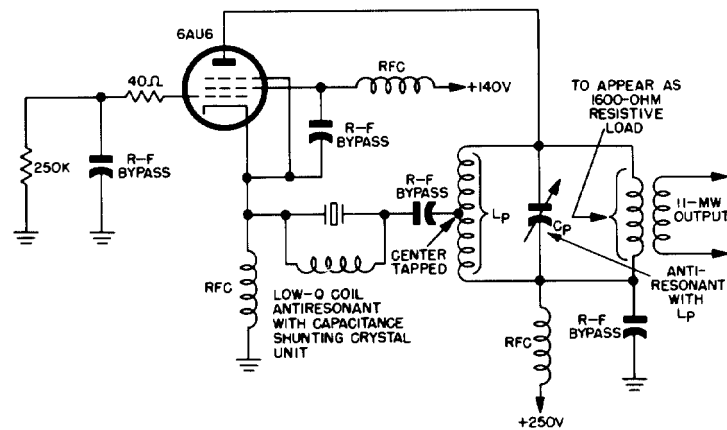 6AU6
40Ω
RFC
+140V
TO APPEAR AS
1600-OHM
RESISTIVE
LOAD
R-F
BYPASS
250K
R-F
BYPASS
R-F
BYPASS
LP
CP
11-MW
OUTPUT
CENTER
TAPPED
ANTI-
RESONANT
WITH
LP
RFC
LOW-Q COIL
ANTIRESONANT
WITH CAPACITANCE
SHUNTING CRYSTAL
UNIT
RFC
R-F
BYPASS
+250V